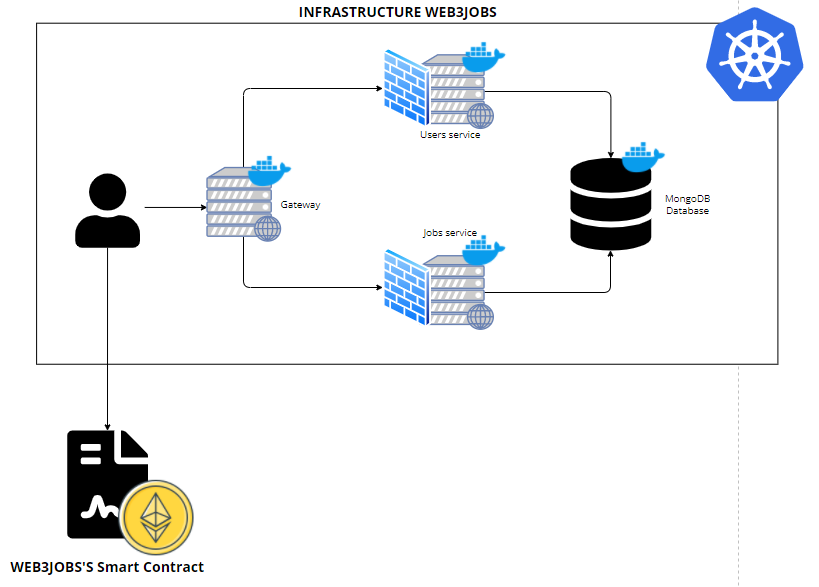 INFRASTRUCTURE WEB3JOBS
Users service
Gateway
MongoDB
Database
Jobs service
WEB3JOBS'S Smart Contract